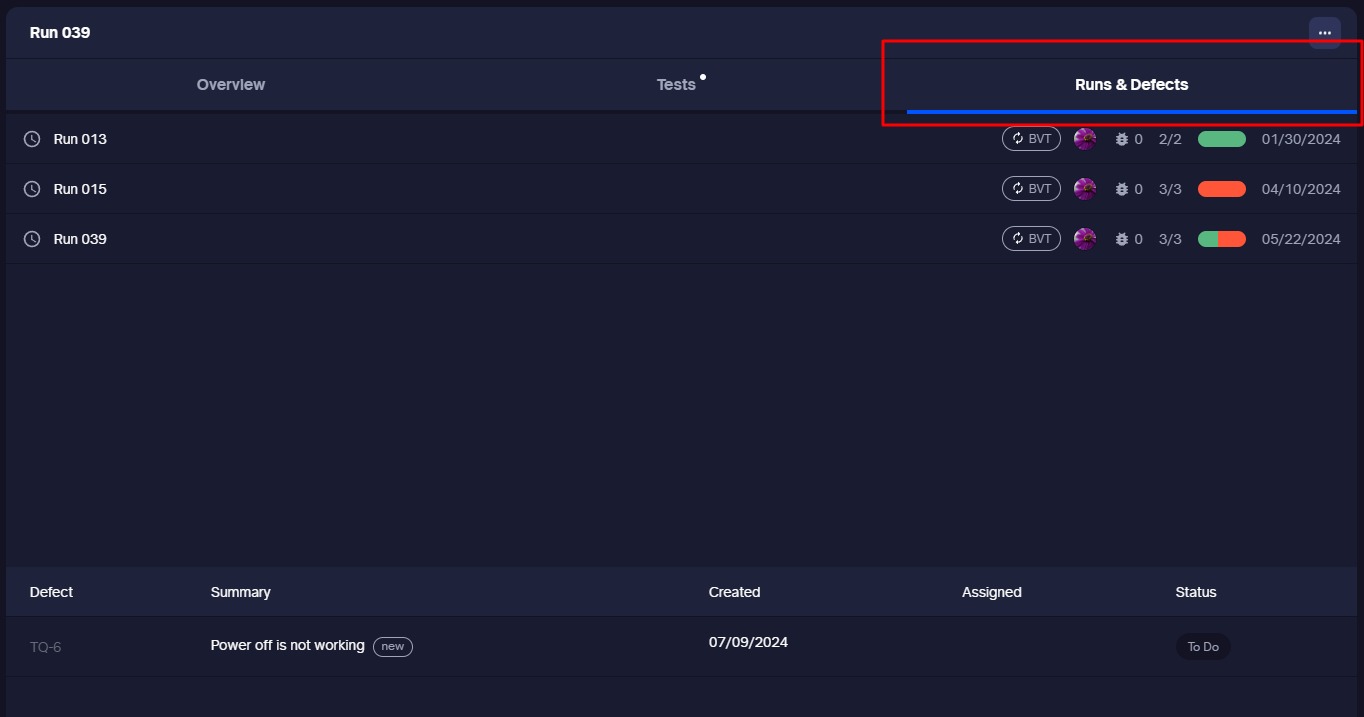 Run 039
Overview Tests Runs & Defects
Run 013 BVT 0 2/2 01/30/2024
Run 015 BVT 0 3/3 04/10/2024
Run 039 BVT 0 3/3 05/22/2024
Defect Summary Created Assigned Status
TQ-6 Power off is not working new 07/09/2024 To Do